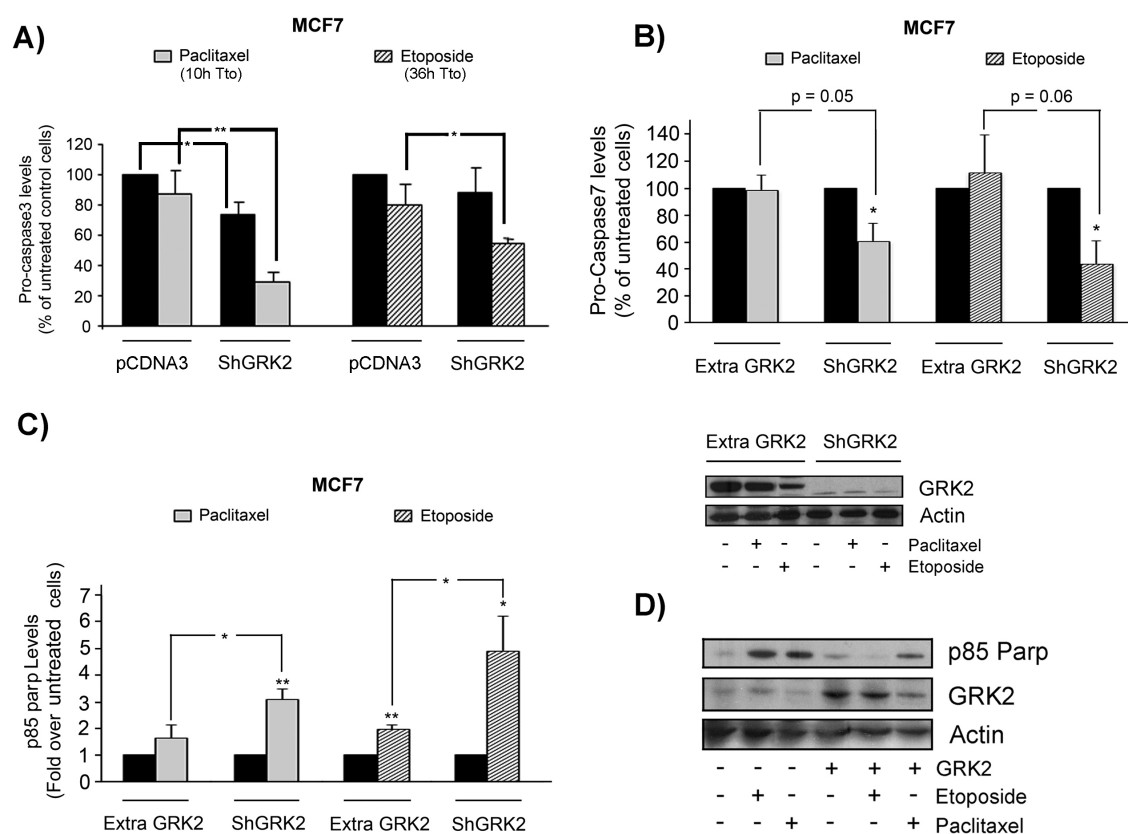 A)
MCF7
Paclitaxel
(10h Tto)
Etoposide
(36h Tto)
Pro-caspase3 levels
(% of untreated control cells)
120
100
80
60
40
20
0
*
**
*
pCDNA3
ShGRK2
pCDNA3
ShGRK2
B)
MCF7
Paclitaxel
Etoposide
p = 0.05
p = 0.06
Pro-Caspase7 levels
(% of untreated cells)
140
120
100
80
60
40
20
0
*
*
Extra GRK2
ShGRK2
Extra GRK2
ShGRK2
Extra GRK2 ShGRK2
GRK2
Actin
- + - - + - Paclitaxel
- - + - - + Etoposide
C)
MCF7
Paclitaxel
Etoposide
p85 parp Levels
(Fold over untreated cells)
7
6
5
4
3
2
1
0
*
**
**
*
*
Extra GRK2
ShGRK2
Extra GRK2
ShGRK2
D)
p85 Parp
GRK2
Actin
- - - + + + GRK2
- + - - + - Etoposide
- - + - - + Paclitaxel